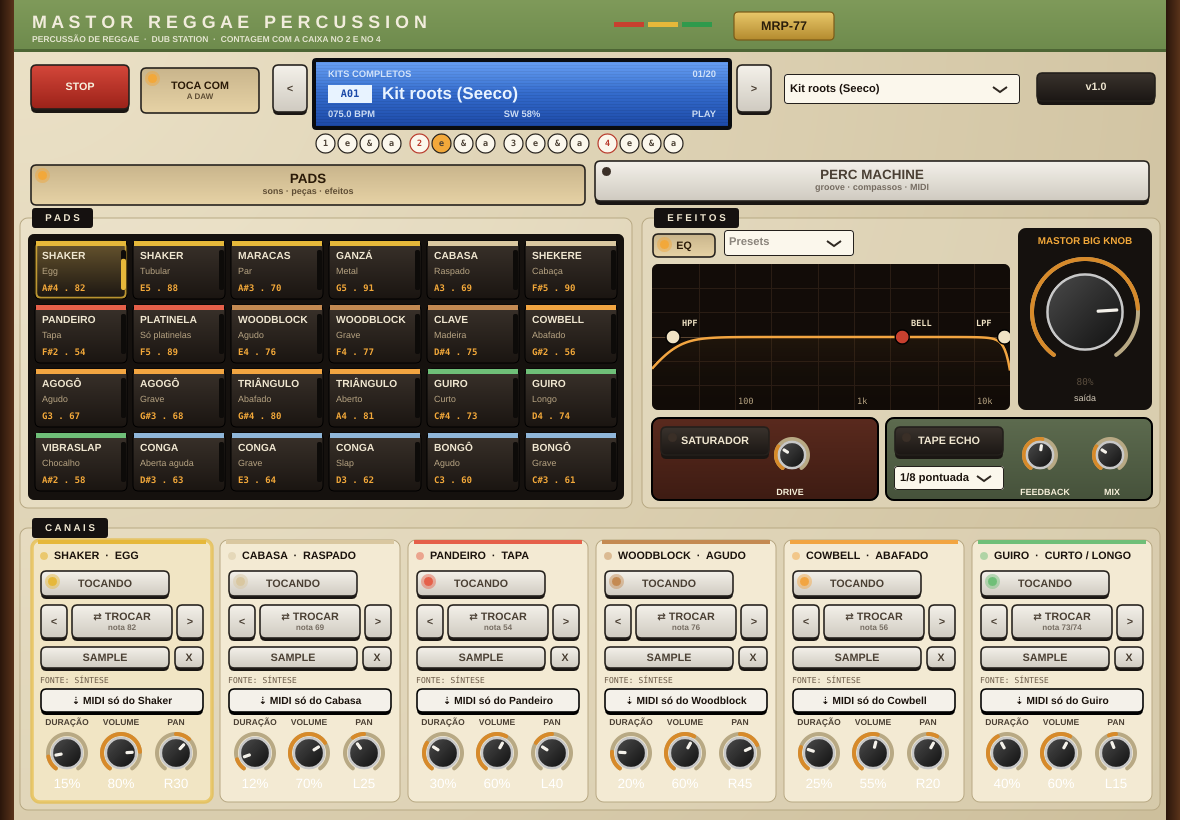 MASTOR REGGAE PERCUSSION
PERCUSSÃO DE REGGAE · DUB STATION · CONTAGEM COM A CAIXA NO 2 E NO 4
MRP-77
STOP
TOCA COM
A DAW
<
KITS COMPLETOS 01/20
A01 Kit roots (Seeco)
075.0 BPM SW 58% PLAY
>
Kit roots (Seeco)
v1.0
1 e & a 2 e & a 3 e & a 4 e & a
PADS
sons · peças · efeitos
PERC MACHINE
groove · compassos · MIDI
PADS
SHAKER SHAKER MARACAS GANZÁ CABASA SHEKERE
Egg Tubular Par Metal Raspado Cabaça
A#4 . 82 E5 . 88 A#3 . 70 G5 . 91 A3 . 69 F#5 . 90
PANDEIRO PLATINELA WOODBLOCK WOODBLOCK CLAVE COWBELL
Tapa Só platinelas Agudo Grave Madeira Abafado
F#2 . 54 F5 . 89 E4 . 76 F4 . 77 D#4 . 75 G#2 . 56
AGOGÔ AGOGÔ TRIÂNGULO TRIÂNGULO GUIRO GUIRO
Agudo Grave Abafado Aberto Curto Longo
G3 . 67 G#3 . 68 G#4 . 80 A4 . 81 C#4 . 73 D4 . 74
VIBRASLAP CONGA CONGA CONGA BONGÔ BONGÔ
Chocalho Aberta aguda Grave Slap Agudo Grave
A#2 . 58 D#3 . 63 E3 . 64 D3 . 62 C3 . 60 C#3 . 61
EFEITOS
EQ
Presets
HPF BELL LPF
100 1k 10k
MASTOR BIG KNOB
80%
saída
SATURADOR
DRIVE
TAPE ECHO
1/8 pontuada
FEEDBACK MIX
CANAIS
SHAKER · EGG CABASA · RASPADO PANDEIRO · TAPA WOODBLOCK · AGUDO COWBELL · ABAFADO GUIRO · CURTO / LONGO
TOCANDO TOCANDO TOCANDO TOCANDO TOCANDO TOCANDO
< ⇄ TROCAR > < ⇄ TROCAR > < ⇄ TROCAR > < ⇄ TROCAR > < ⇄ TROCAR > < ⇄ TROCAR >
nota 82 nota 69 nota 54 nota 76 nota 56 nota 73/74
SAMPLE X SAMPLE X SAMPLE X SAMPLE X SAMPLE X SAMPLE X
FONTE: SÍNTESE FONTE: SÍNTESE FONTE: SÍNTESE FONTE: SÍNTESE FONTE: SÍNTESE FONTE: SÍNTESE
⇣ MIDI só do Shaker ⇣ MIDI só do Cabasa ⇣ MIDI só do Pandeiro ⇣ MIDI só do Woodblock ⇣ MIDI só do Cowbell ⇣ MIDI só do Guiro
DURAÇÃO VOLUME PAN DURAÇÃO VOLUME PAN DURAÇÃO VOLUME PAN DURAÇÃO VOLUME PAN DURAÇÃO VOLUME PAN DURAÇÃO VOLUME PAN
15% 80% R30 12% 70% L25 30% 60% L40 20% 60% R45 25% 55% R20 40% 60% L15